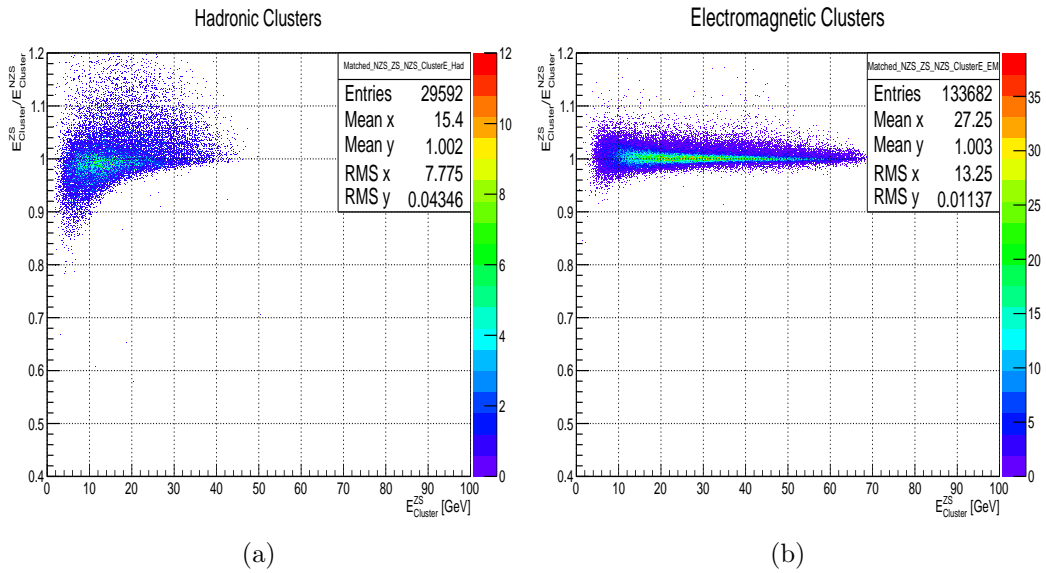 Hadronic Clusters
E^ZS_Cluster/E^NZS_Cluster
1.2
1.1
1
0.9
0.8
0.7
0.6
0.5
0.4
0 10 20 30 40 50 60 70 80 90 100
E^ZS_Cluster [GeV]
Matched_NZS_ZS_NZS_ClusterE_Had
Entries 29592
Mean x 15.4
Mean y 1.002
RMS x 7.775
RMS y 0.04346
12
10
8
6
4
2
0
(a)
Electromagnetic Clusters
E^ZS_Cluster/E^NZS_Cluster
1.2
1.1
1
0.9
0.8
0.7
0.6
0.5
0.4
0 10 20 30 40 50 60 70 80 90 100
E^ZS_Cluster [GeV]
Matched_NZS_ZS_NZS_ClusterE_EM
Entries 133682
Mean x 27.25
Mean y 1.003
RMS x 13.25
RMS y 0.01137
35
30
25
20
15
10
5
0
(b)